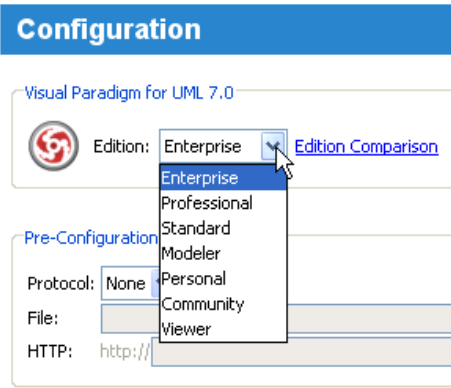 Configuration
Visual Paradigm for UML 7.0
Edition: Enterprise Edition Comparison
Enterprise
Professional
Standard
Modeler
Personal
Community
Viewer
Pre-Configuration
Protocol: None
File:
HTTP: http://